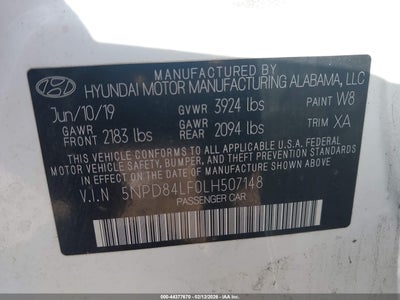 MANUFACTURED BY
HYUNDAI MOTOR MANUFACTURING ALABAMA, LLC
Jun/10/19 GVWR 3924 lbs PAINT W8
GAWR FRONT 2183 lbs GAWR REAR 2094 lbs TRIM XA
THIS VEHICLE CONFORMS TO ALL APPLICABLE U.S. FEDERAL
MOTOR VEHICLE SAFETY, BUMPER, AND THEFT PREVENTION
STANDARDS IN EFFECT ON THE DATE OF MANUFACTURE SHOWN ABOVE.
V.I.N 5NPD84LF0LH507148
PASSENGER CAR
000-44377670 - 02/13/2026 - IAAI.COM